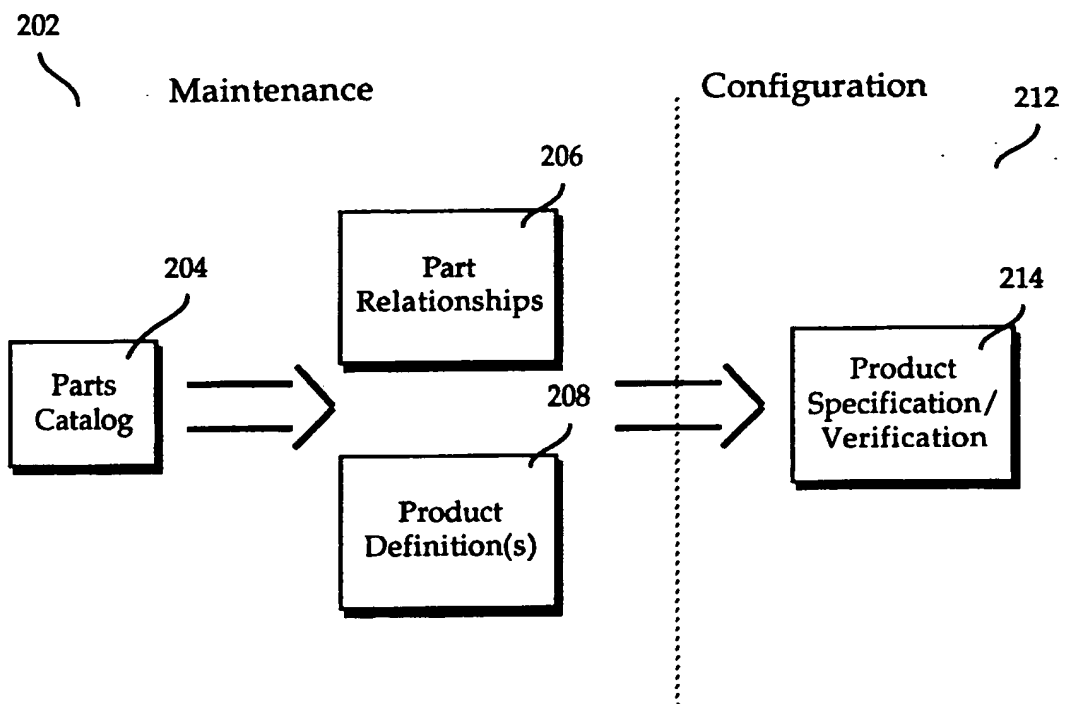 202
Maintenance
Configuration
212
206
Part
Relationships
204
Parts
Catalog
208
Product
Definition(s)
214
Product
Specification/
Verification